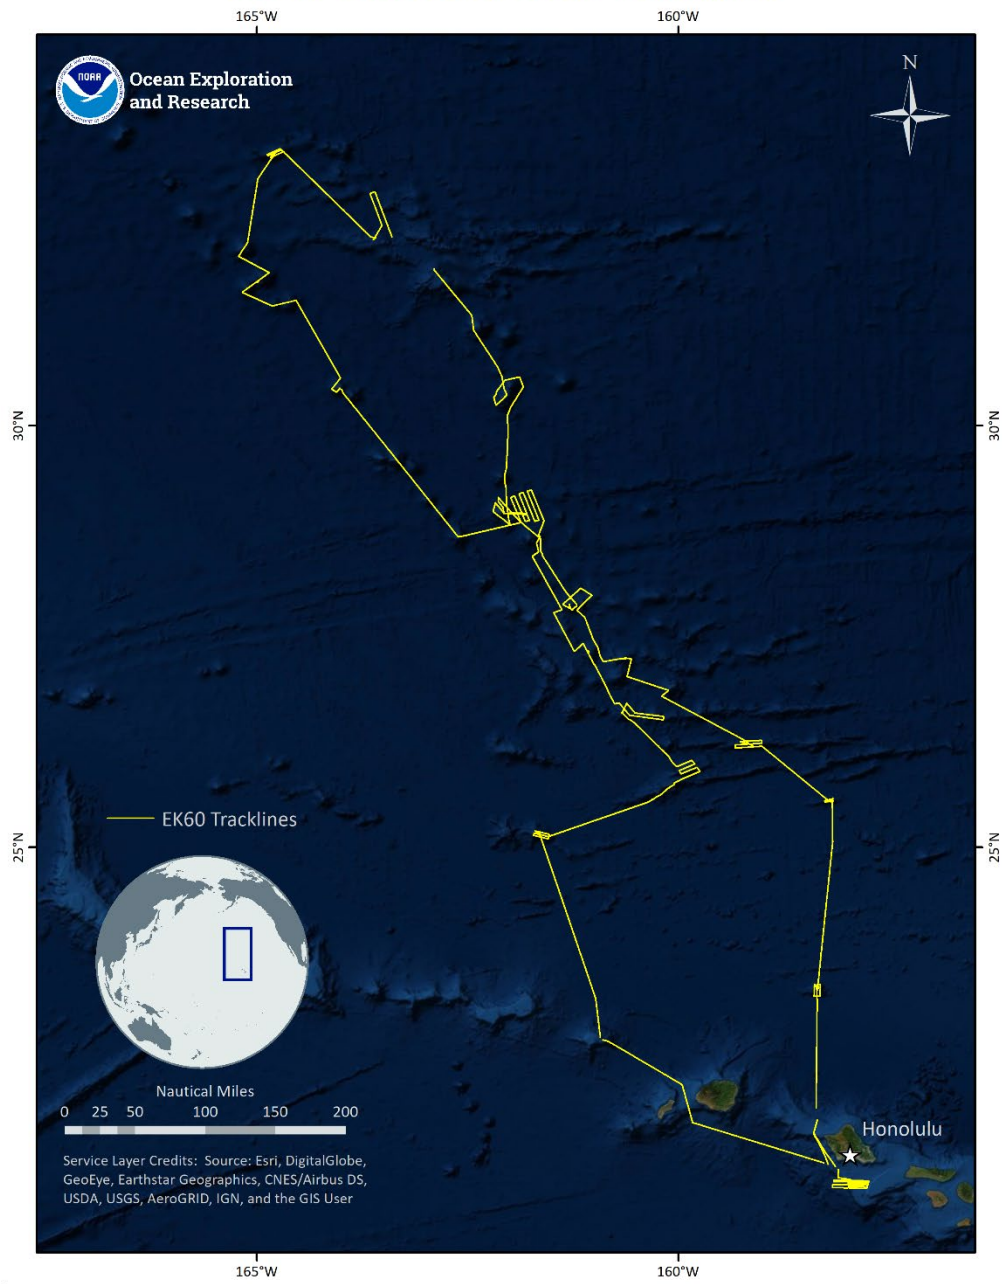 165°W
160°W
NOAA
Ocean Exploration
and Research
N
30°N
30°N
EK60 Tracklines
25°N
25°N
Nautical Miles
0 25 50 100 150 200
Honolulu
Service Layer Credits: Source: Esri, DigitalGlobe,
GeoEye, Earthstar Geographics, CNES/Airbus DS,
USDA, USGS, AeroGRID, IGN, and the GIS User
165°W
160°W